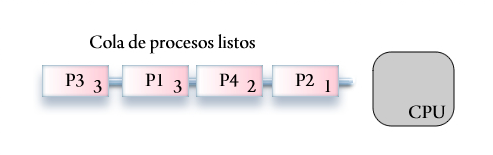 Cola de procesos listos
P3 3 P1 3 P4 2 P2 1
CPU